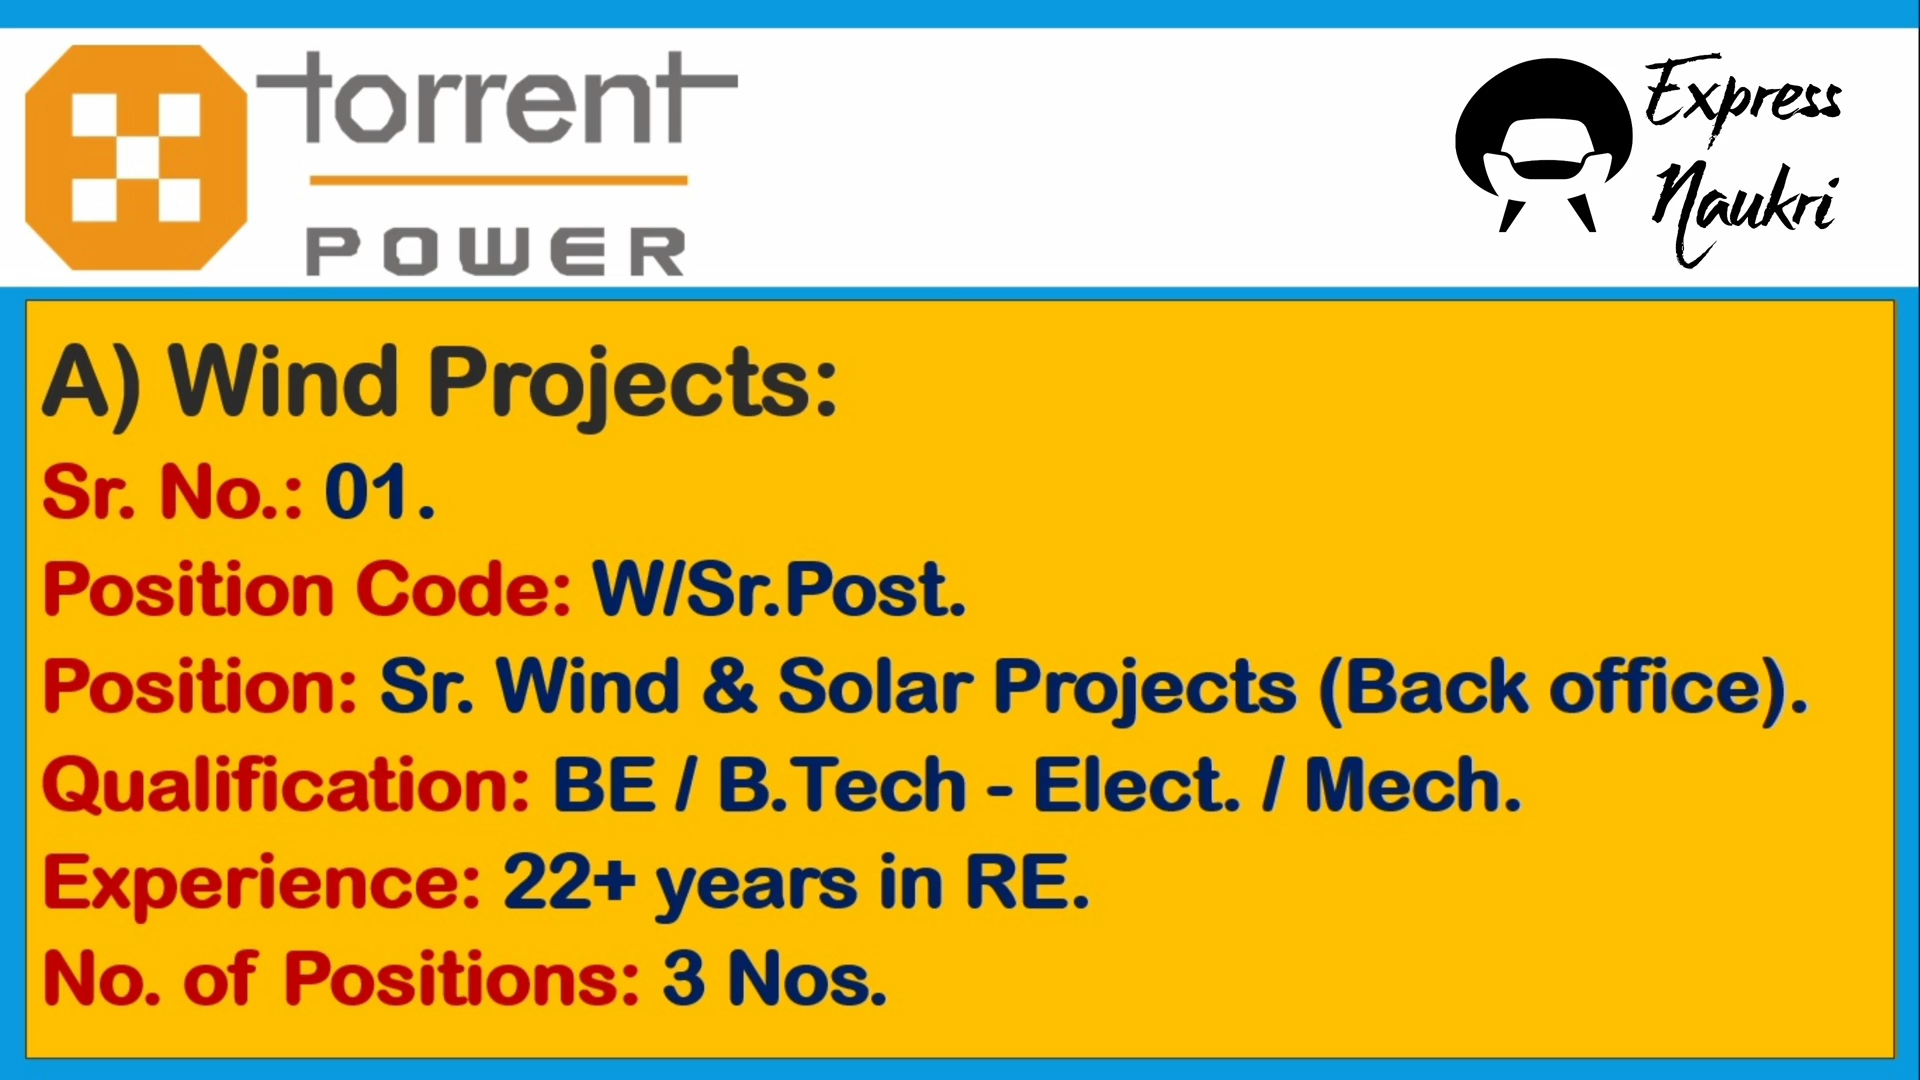 torrent
POWER
Express
Naukri
A) Wind Projects:
Sr. No.: 01.
Position Code: W/Sr.Post.
Position: Sr. Wind & Solar Projects (Back office).
Qualification: BE / B.Tech - Elect. / Mech.
Experience: 22+ years in RE.
No. of Positions: 3 Nos.